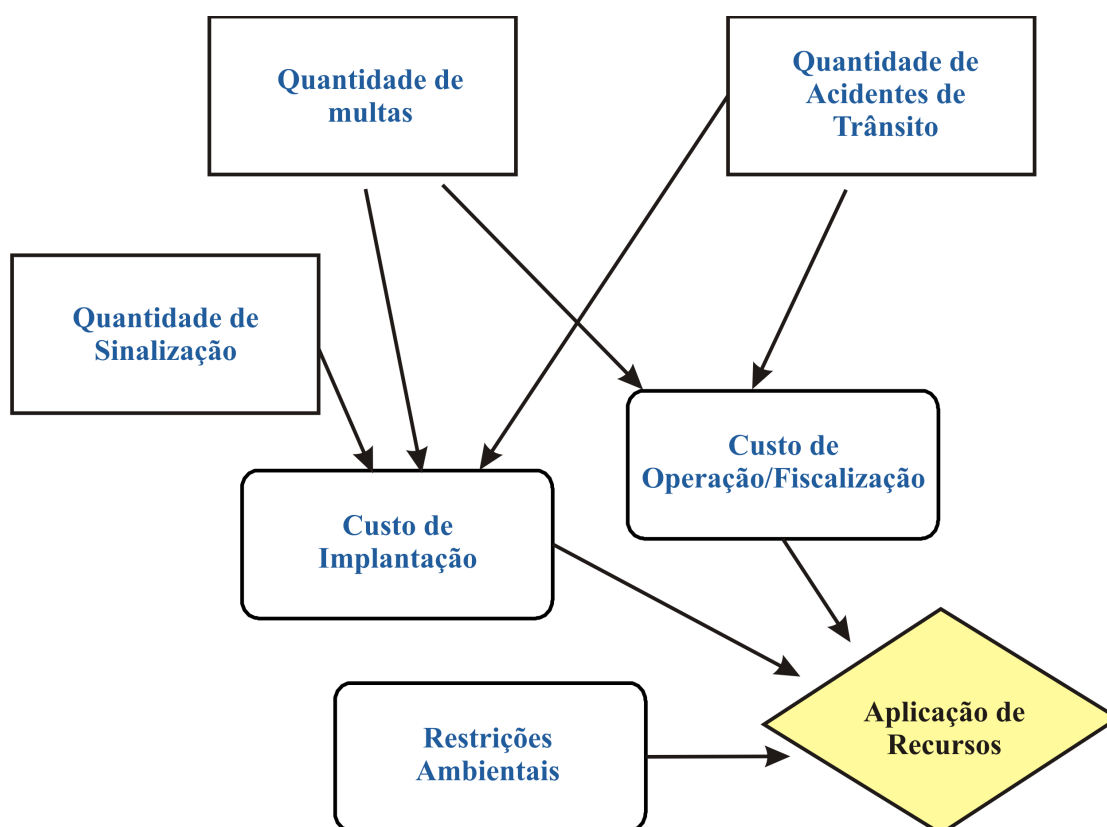 Quantidade de
multas
Quantidade de
Acidentes de
Trânsito
Quantidade de
Sinalização
Custo de
Operação/Fiscalização
Custo de
Implantação
Aplicação de
Recursos
Restrições
Ambientais